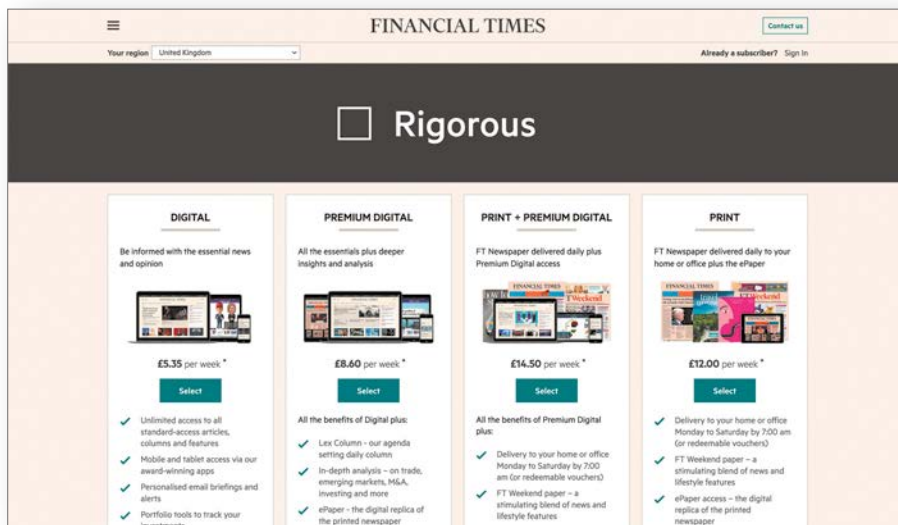 FINANCIAL TIMES
Contact us
Your region United Kingdom
Already a subscriber? Sign In
Rigorous
DIGITAL
Be informed with the essential news
and opinion
£5.35 per week *
Select
Unlimited access to all
standard-access articles,
columns and features
Mobile and tablet access via our
award-winning apps
Personalised email briefings and
alerts
Portfolio tools to track your
PREMIUM DIGITAL
All the essentials plus deeper
insights and analysis
£8.60 per week *
Select
All the benefits of Digital plus:
Lex Column - our agenda
setting daily column
In-depth analysis – on trade,
emerging markets, M&A,
investing and more
ePaper - the digital replica of
the printed newspaper
PRINT + PREMIUM DIGITAL
FT Newspaper delivered daily plus
Premium Digital access
FINANCIAL TIMES
FTWeekend
£14.50 per week *
Select
All the benefits of Premium Digital
plus:
Delivery to your home or office
Monday to Saturday by 7:00
am (or redeemable vouchers)
FT Weekend paper – a
stimulating blend of news and
lifestyle features
PRINT
FT Newspaper delivered daily to your
home or office plus the ePaper
FINANCIAL TIMES
FTWeekend
£12.00 per week *
Select
Delivery to your home or office
Monday to Saturday by 7:00 am
(or redeemable vouchers)
FT Weekend paper – a
stimulating blend of news and
lifestyle features
ePaper access – the digital
replica of the printed
newspaper